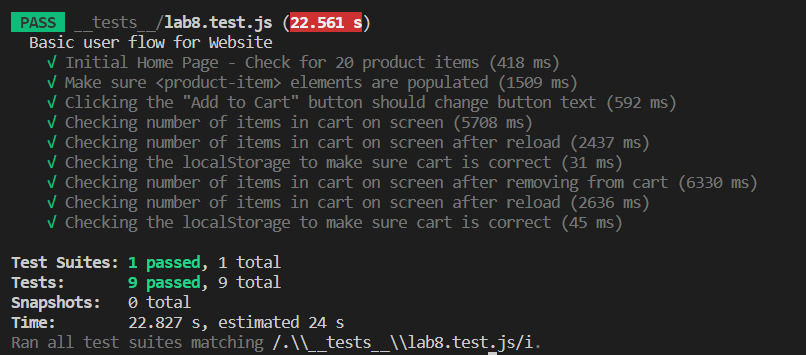 PASS __tests__/lab8.test.js (22.561 s)
Basic user flow for Website
√ Initial Home Page - Check for 20 product items (418 ms)
√ Make sure <product-item> elements are populated (1509 ms)
√ Clicking the "Add to Cart" button should change button text (592 ms)
√ Checking number of items in cart on screen (5708 ms)
√ Checking number of items in cart on screen after reload (2437 ms)
√ Checking the localStorage to make sure cart is correct (31 ms)
√ Checking number of items in cart on screen after removing from cart (6330 ms)
√ Checking number of items in cart on screen after reload (2636 ms)
√ Checking the localStorage to make sure cart is correct (45 ms)
Test Suites: 1 passed, 1 total
Tests: 9 passed, 9 total
Snapshots: 0 total
Time: 22.827 s, estimated 24 s
Ran all test suites matching /.\\__tests__\\lab8.test.js/i.